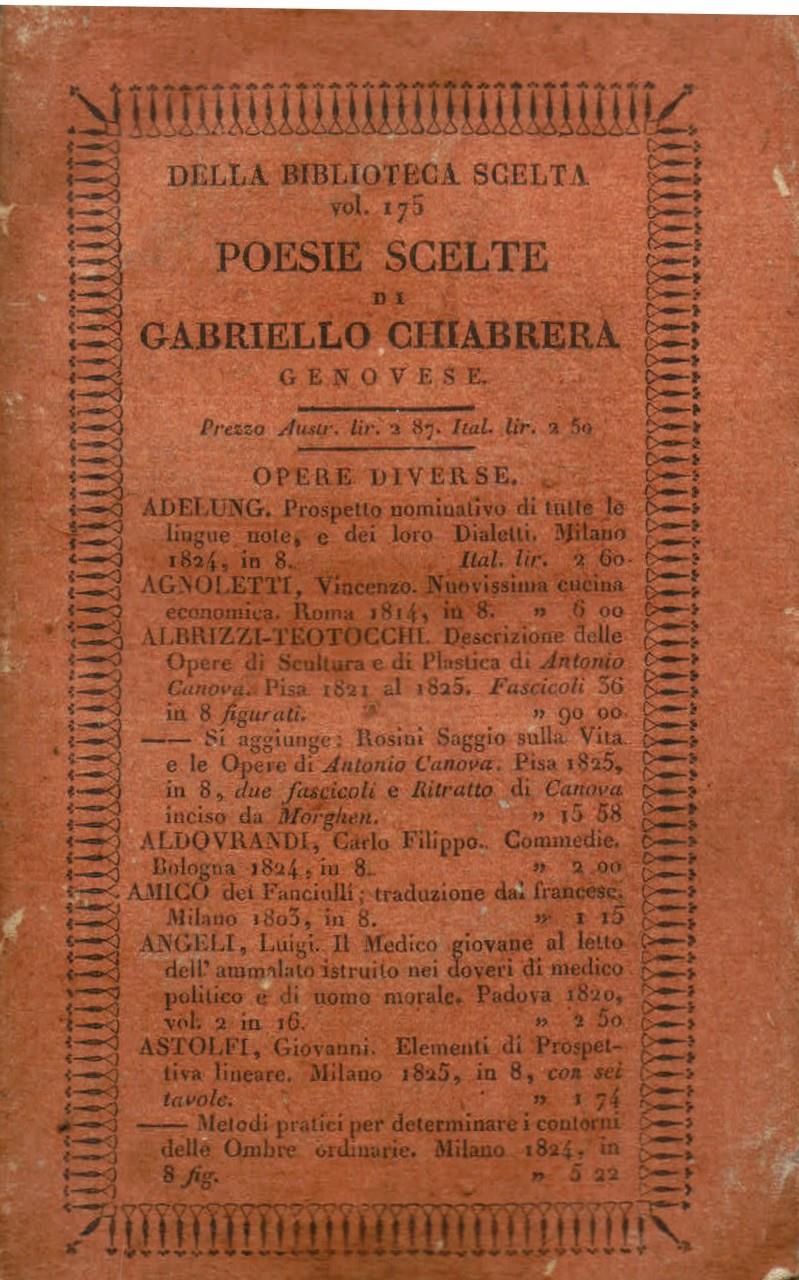 DELLA BIBLIOTECA SCELTA
vol. 175
POESIE SCELTE
DI
GABRIELLO CHIABRERA
GENOVESE.
Prezzo Austr. lir. 2 87. Ital. lir. 2 50
OPERE DIVERSE.
ADELUNG. Prospetto nominativo di tutte le
lingue note, e dei loro Dialetti. Milano
1824, in 8. Ital. lir. 2 60
AGNOLETTI, Vincenzo. Nuovissima cucina
economica. Roma 1814, in 8. " 6 00
ALBRIZZI-TEOTOCCHI. Descrizione delle
Opere di Scultura e di Plastica di Antonio
Canova. Pisa 1821 al 1825. Fascicoli 36
in 8 figurati. " 90 00
—— Si aggiunge: Rosini Saggio sulla Vita
e le Opere di Antonio Canova. Pisa 1825,
in 8, due fascicoli e Ritratto di Canova
inciso da Morghen. " 15 58
ALDOVRANDI, Carlo Filippo. Commedie.
Bologna 1824, in 8. " 2 00
AMICO dei Fanciulli; traduzione dal francese.
Milano 1803, in 8. " 1 15
ANGELI, Luigi. Il Medico giovane al letto
dell' ammalato istruito nei doveri di medico
politico e di uomo morale. Padova 1820,
vol. 2 in 16. " 2 50
ASTOLFI, Giovanni. Elementi di Prospet-
tiva lineare. Milano 1825, in 8, con sei
tavole. " 1 74
—— Metodi pratici per determinare i contorni
delle Ombre ordinarie. Milano 1824, in
8 fig. " 5 22